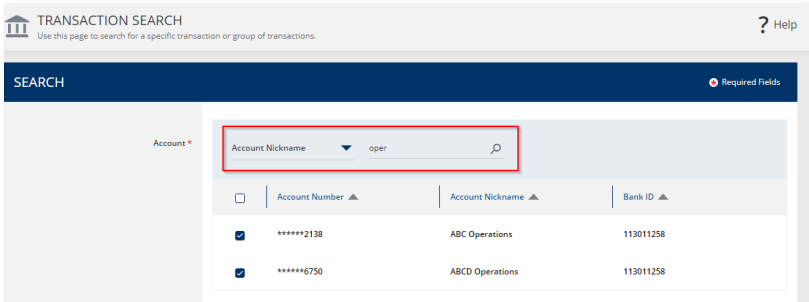 TRANSACTION SEARCH
Use this page to search for a specific transaction or group of transactions.
? Help
SEARCH
Required Fields
Account *
Account Nickname
oper
Account Number
Account Nickname
Bank ID
******2138 ABC Operations 113011258
******6750 ABCD Operations 113011258